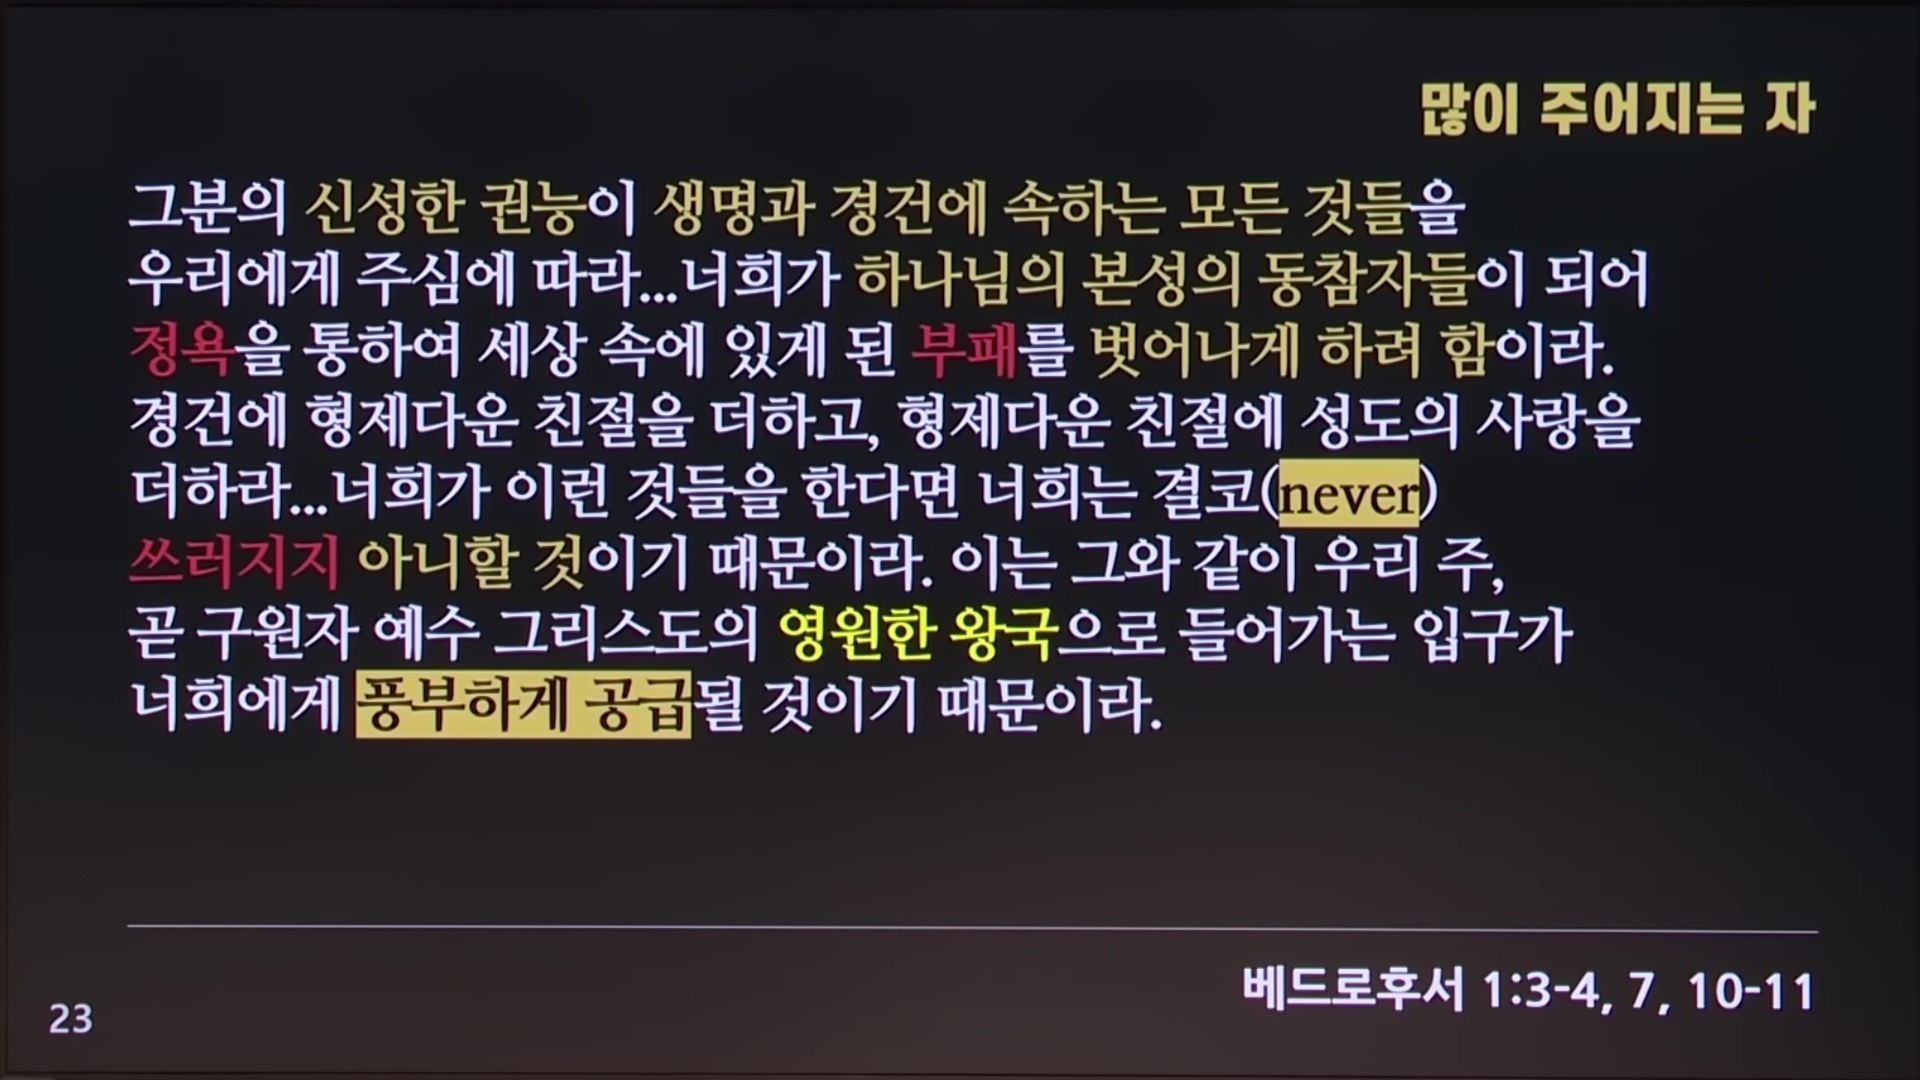 많이 주어지는 자
그분의 신성한 권능이 생명과 경건에 속하는 모든 것들을
우리에게 주심에 따라...너희가 하나님의 본성의 동참자들이 되어
정욕을 통하여 세상 속에 있게 된 부패를 벗어나게 하려 함이라.
경건에 형제다운 친절을 더하고, 형제다운 친절에 성도의 사랑을
더하라...너희가 이런 것들을 한다면 너희는 결코(never)
쓰러지지 아니할 것이기 때문이라. 이는 그와 같이 우리 주,
곧 구원자 예수 그리스도의 영원한 왕국으로 들어가는 입구가
너희에게 풍부하게 공급될 것이기 때문이라.
베드로후서 1:3-4, 7, 10-11
23